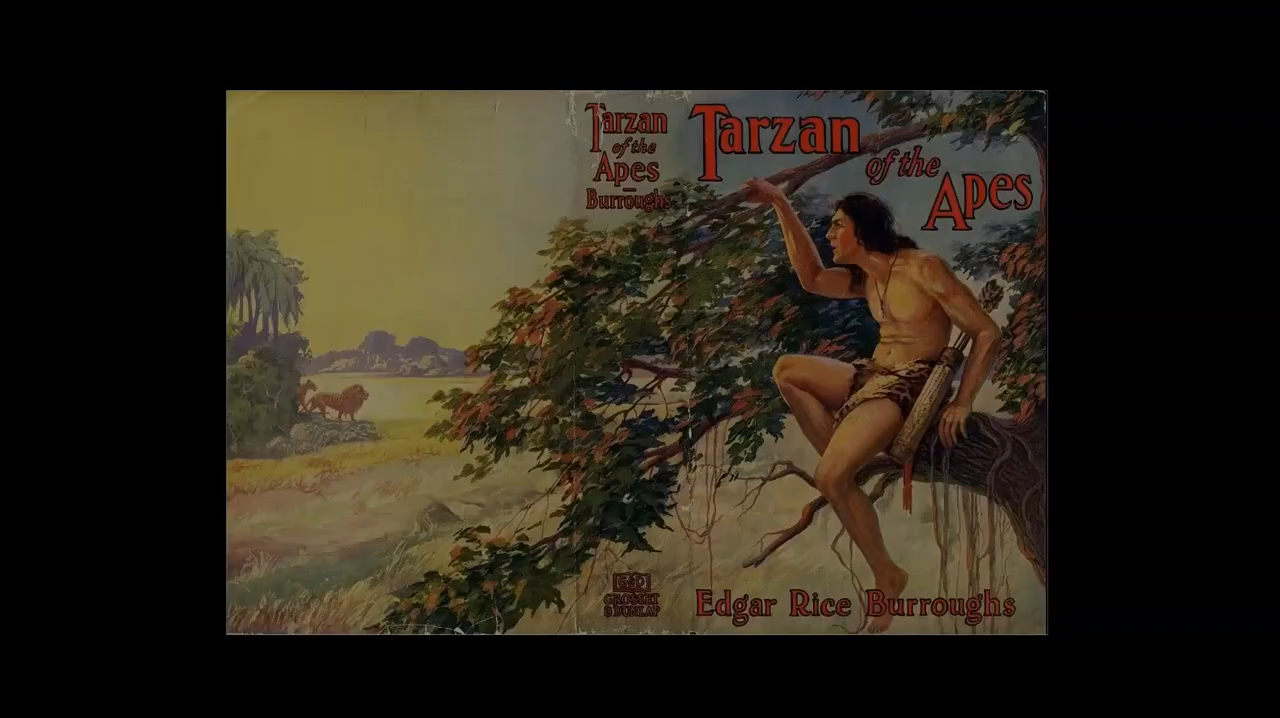 Tarzan
of the
Apes
Burroughs
Tarzan
of the
Apes
G&D
GROSSET
& DUNLAP
Edgar Rice Burroughs